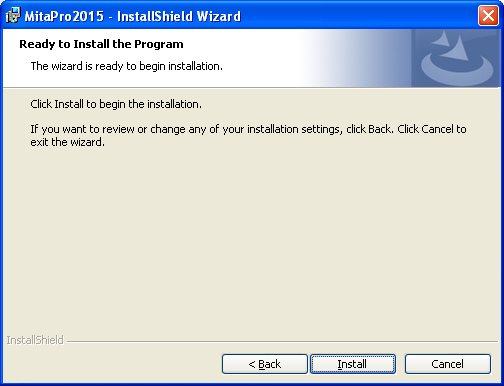 MitaPro2015 - InstallShield Wizard
Ready to Install the Program
The wizard is ready to begin installation.
Click Install to begin the installation.
If you want to review or change any of your installation settings, click Back. Click Cancel to
exit the wizard.
InstallShield
< Back
Install
Cancel